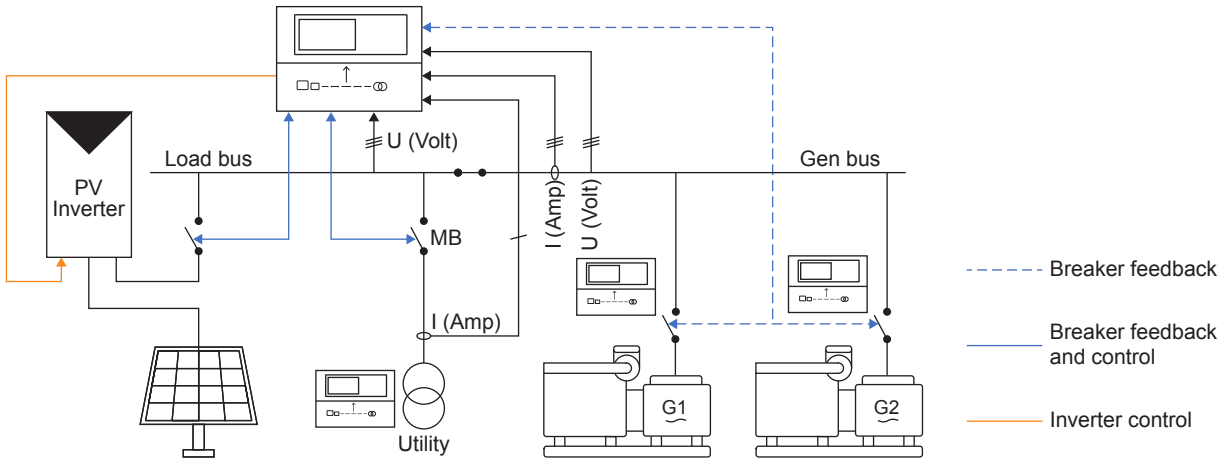 U (Volt)
Load bus
Gen bus
PV
Inverter
I (Amp)
U (Volt)
MB
I (Amp)
Utility
G1
G2
Breaker feedback
Breaker feedback
and control
Inverter control